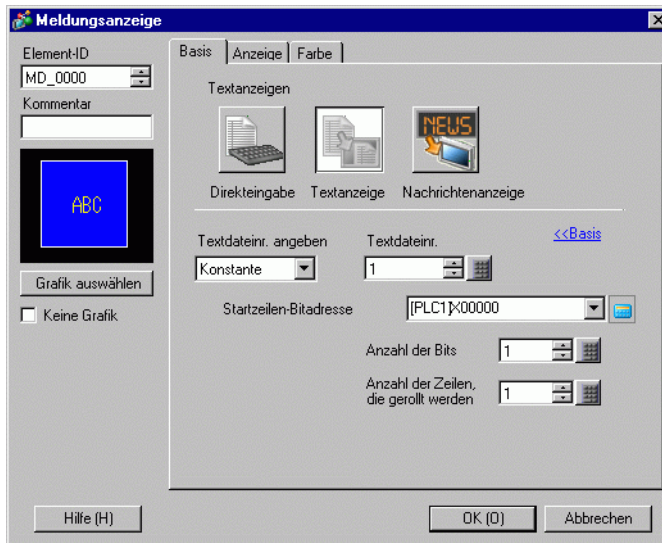 Meldungsanzeige
Element-ID
MD_0000
Kommentar
ABC
Grafik auswählen
Keine Grafik
Basis Anzeige Farbe
Textanzeigen
NEWS
Direkteingabe Textanzeige Nachrichtenanzeige
<<Basis
Textdateinr. angeben Textdateinr.
Konstante 1
Startzeilen-Bitadresse [PLC1]X00000
Anzahl der Bits 1
Anzahl der Zeilen,
die gerollt werden 1
Hilfe (H) OK (O) Abbrechen